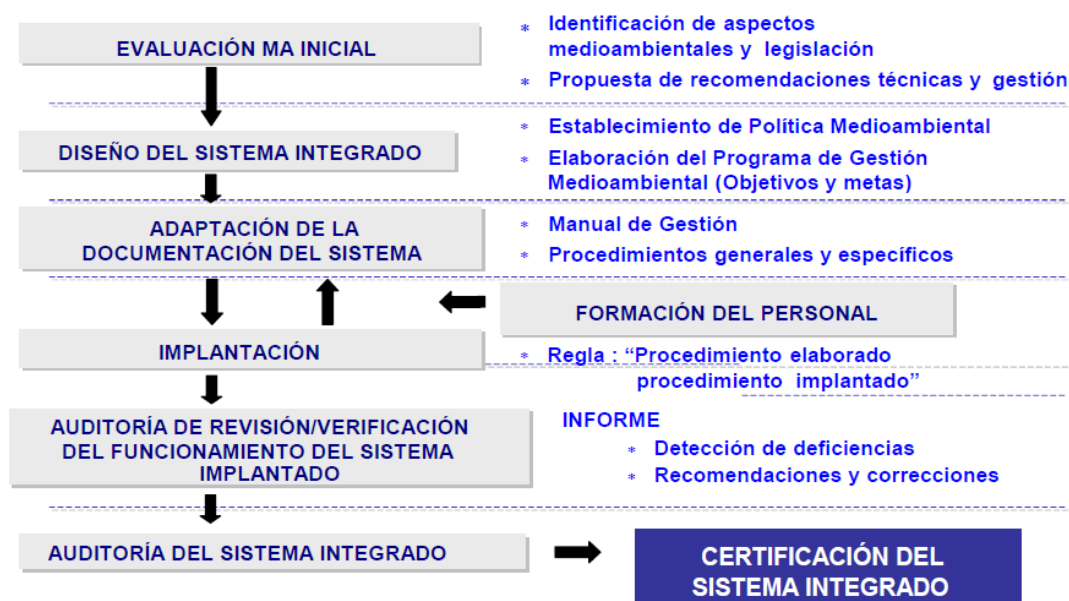 EVALUACIÓN MA INICIAL
* Identificación de aspectos
medioambientales y legislación
* Propuesta de recomendaciones técnicas y gestión
DISEÑO DEL SISTEMA INTEGRADO
* Establecimiento de Política Medioambiental
* Elaboración del Programa de Gestión
Medioambiental (Objetivos y metas)
ADAPTACIÓN DE LA
DOCUMENTACIÓN DEL SISTEMA
* Manual de Gestión
* Procedimientos generales y específicos
FORMACIÓN DEL PERSONAL
IMPLANTACIÓN
* Regla : “Procedimiento elaborado
procedimiento implantado”
AUDITORÍA DE REVISIÓN/VERIFICACIÓN
DEL FUNCIONAMIENTO DEL SISTEMA
IMPLANTADO
INFORME
* Detección de deficiencias
* Recomendaciones y correcciones
AUDITORÍA DEL SISTEMA INTEGRADO
CERTIFICACIÓN DEL
SISTEMA INTEGRADO